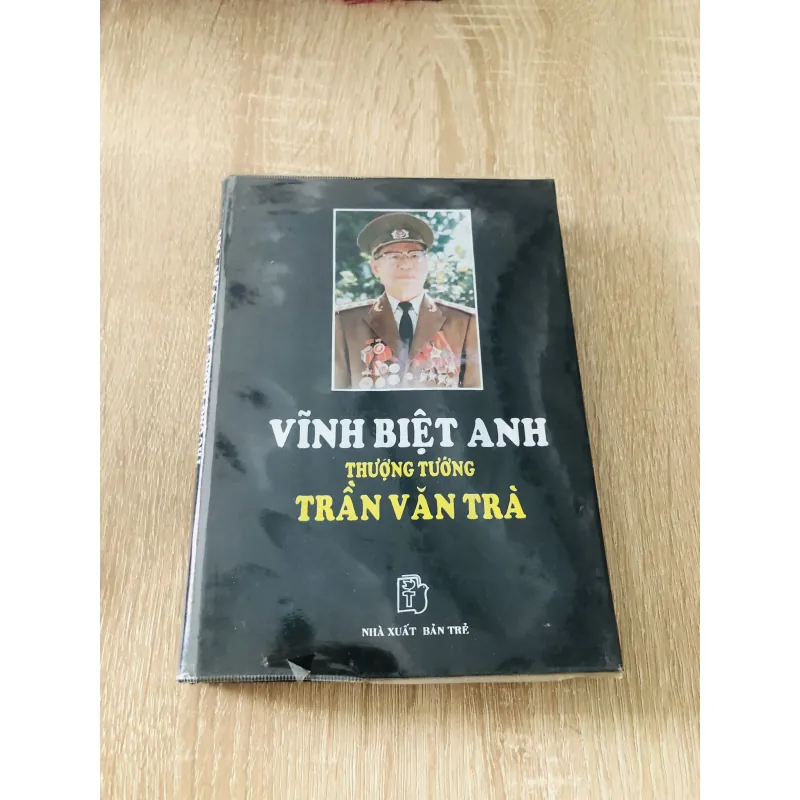 VĨNH BIỆT ANH
THƯỢNG TƯỚNG
TRẦN VĂN TRÀ
NHÀ XUẤT BẢN TRẺ